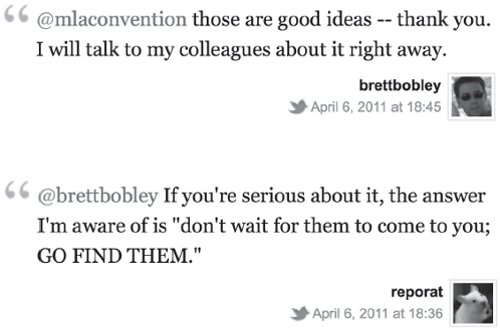 “ @mlaconvention those are good ideas -- thank you.
I will talk to my colleagues about it right away.
brettbobley
April 6, 2011 at 18:45
“ @brettbobley If you're serious about it, the answer
I'm aware of is "don't wait for them to come to you;
GO FIND THEM."
reporat
April 6, 2011 at 18:36